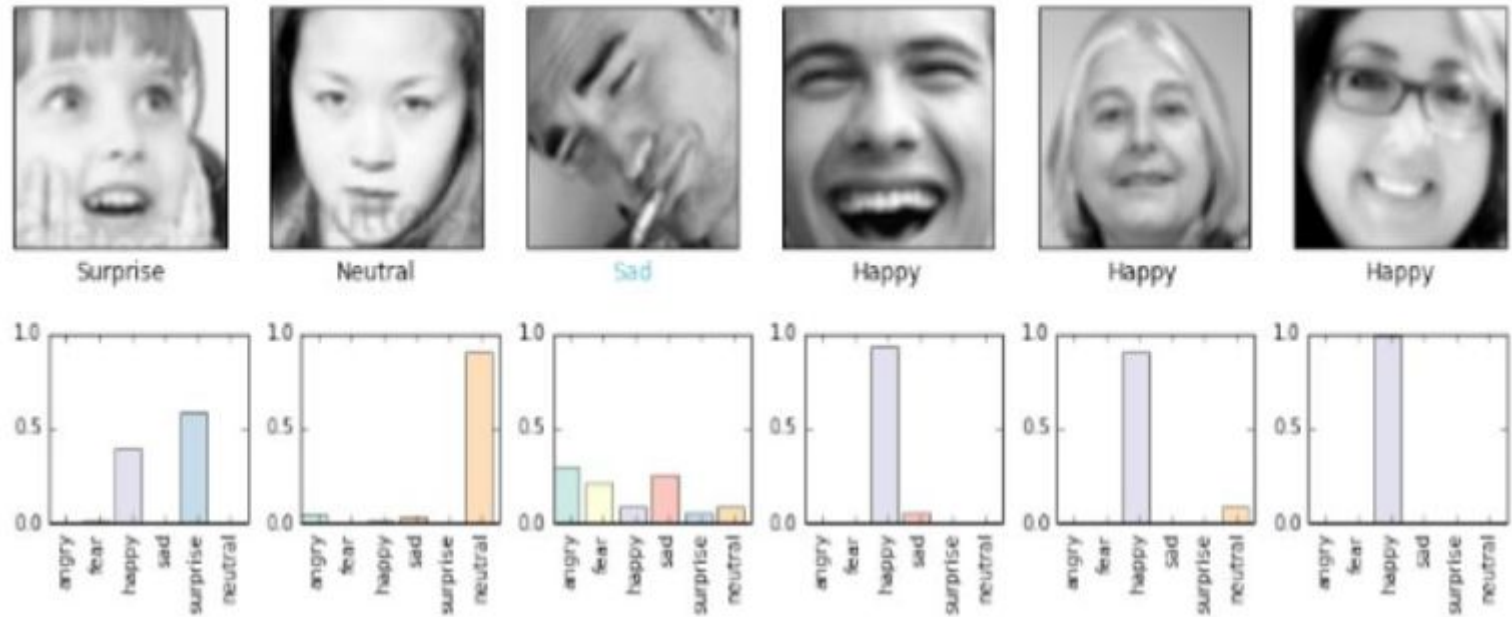 Surprise Neutral Sad Happy Happy Happy
1.0 1.0 1.0 1.0 1.0 1.0
0.5 0.5 0.5 0.5 0.5 0.5
0.0 0.0 0.0 0.0 0.0 0.0
angry fear happy sad surprise neutral
angry fear happy sad surprise neutral
angry fear happy sad surprise neutral
angry fear happy sad surprise neutral
angry fear happy sad surprise neutral
angry fear happy sad surprise neutral